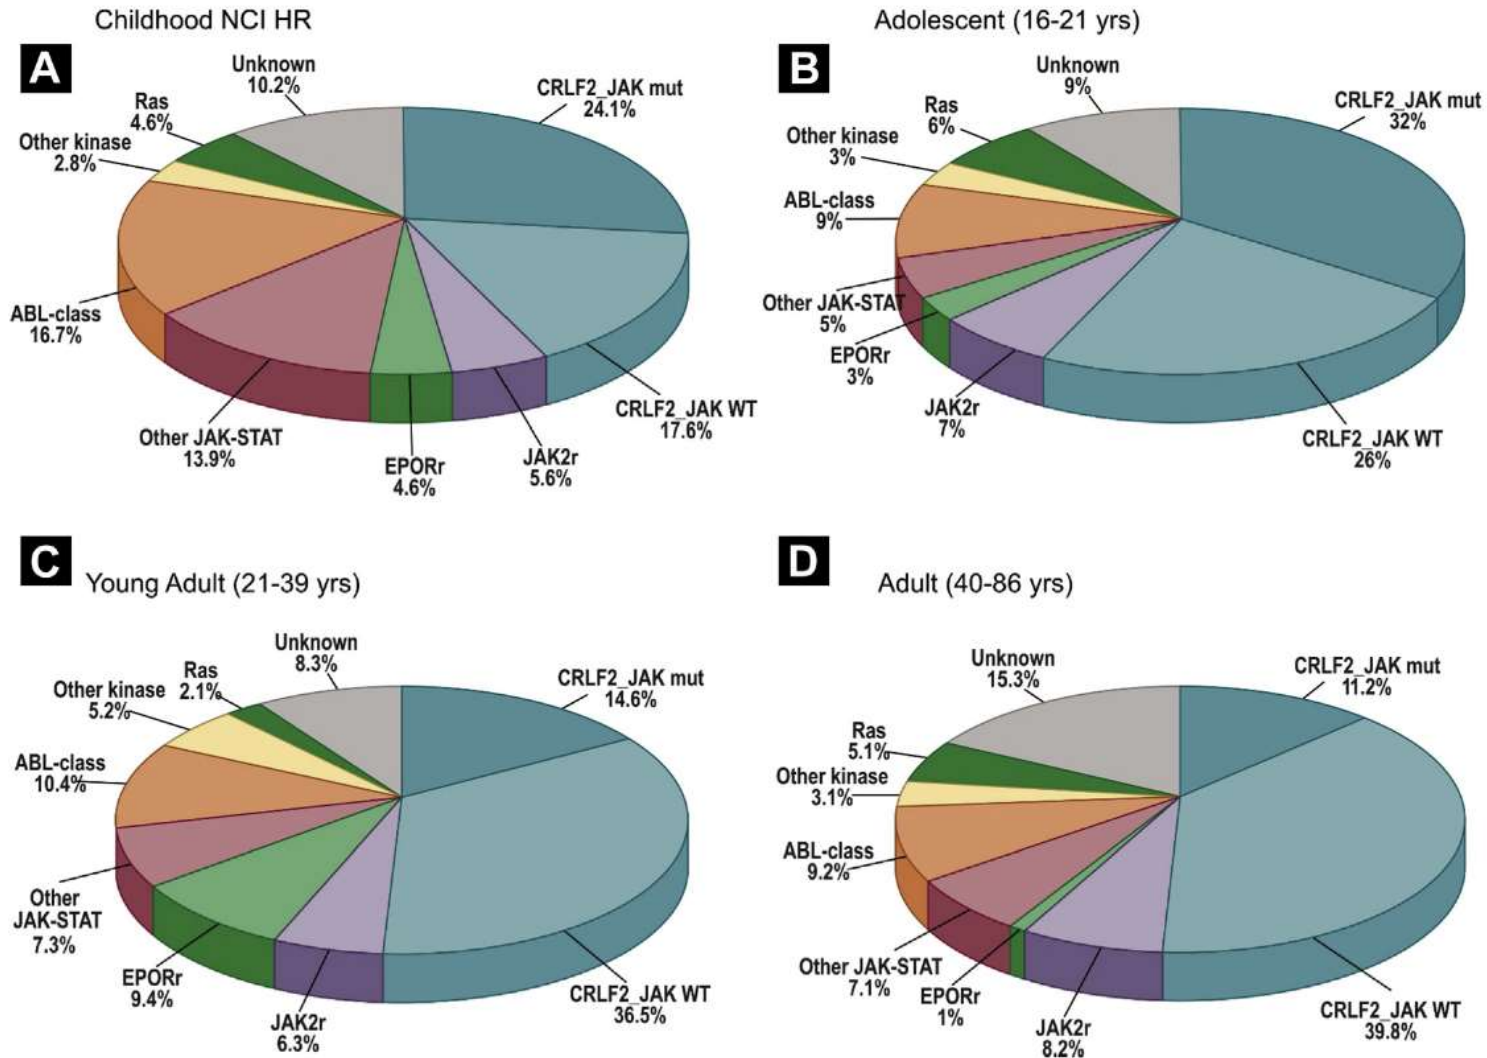 Childhood NCI HR
A
Unknown
10.2%
CRLF2_JAK mut
24.1%
Ras
4.6%
Other kinase
2.8%
ABL-class
16.7%
Other JAK-STAT
13.9%
EPORr
4.6%
JAK2r
5.6%
CRLF2_JAK WT
17.6%
Adolescent (16-21 yrs)
B
Unknown
9%
CRLF2_JAK mut
32%
Ras
6%
Other kinase
3%
ABL-class
9%
Other JAK-STAT
5%
EPORr
3%
JAK2r
7%
CRLF2_JAK WT
26%
C
Young Adult (21-39 yrs)
Unknown
8.3%
CRLF2_JAK mut
14.6%
Ras
2.1%
Other kinase
5.2%
ABL-class
10.4%
Other
JAK-STAT
7.3%
EPORr
9.4%
JAK2r
6.3%
CRLF2_JAK WT
36.5%
D
Adult (40-86 yrs)
Unknown
15.3%
CRLF2_JAK mut
11.2%
Ras
5.1%
Other kinase
3.1%
ABL-class
9.2%
Other JAK-STAT
7.1%
EPORr
1%
JAK2r
8.2%
CRLF2_JAK WT
39.8%